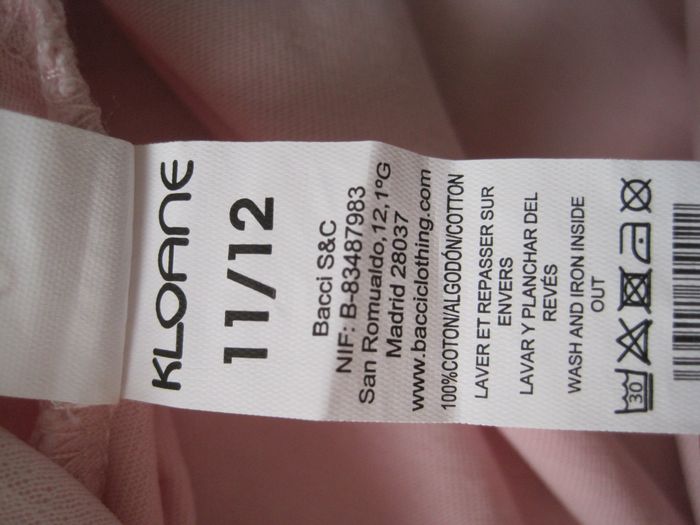 KLOANE
11/12
Bacci S&C
NIF: B-83487983
San Romualdo,12,1ºG
Madrid 28037
www.bacciclothing.com
100%COTON/ALGODÓN/COTTON
LAVER ET REPASSER SUR
ENVERS
LAVAR Y PLANCHAR DEL
REVÉS
WASH AND IRON INSIDE
OUT
30